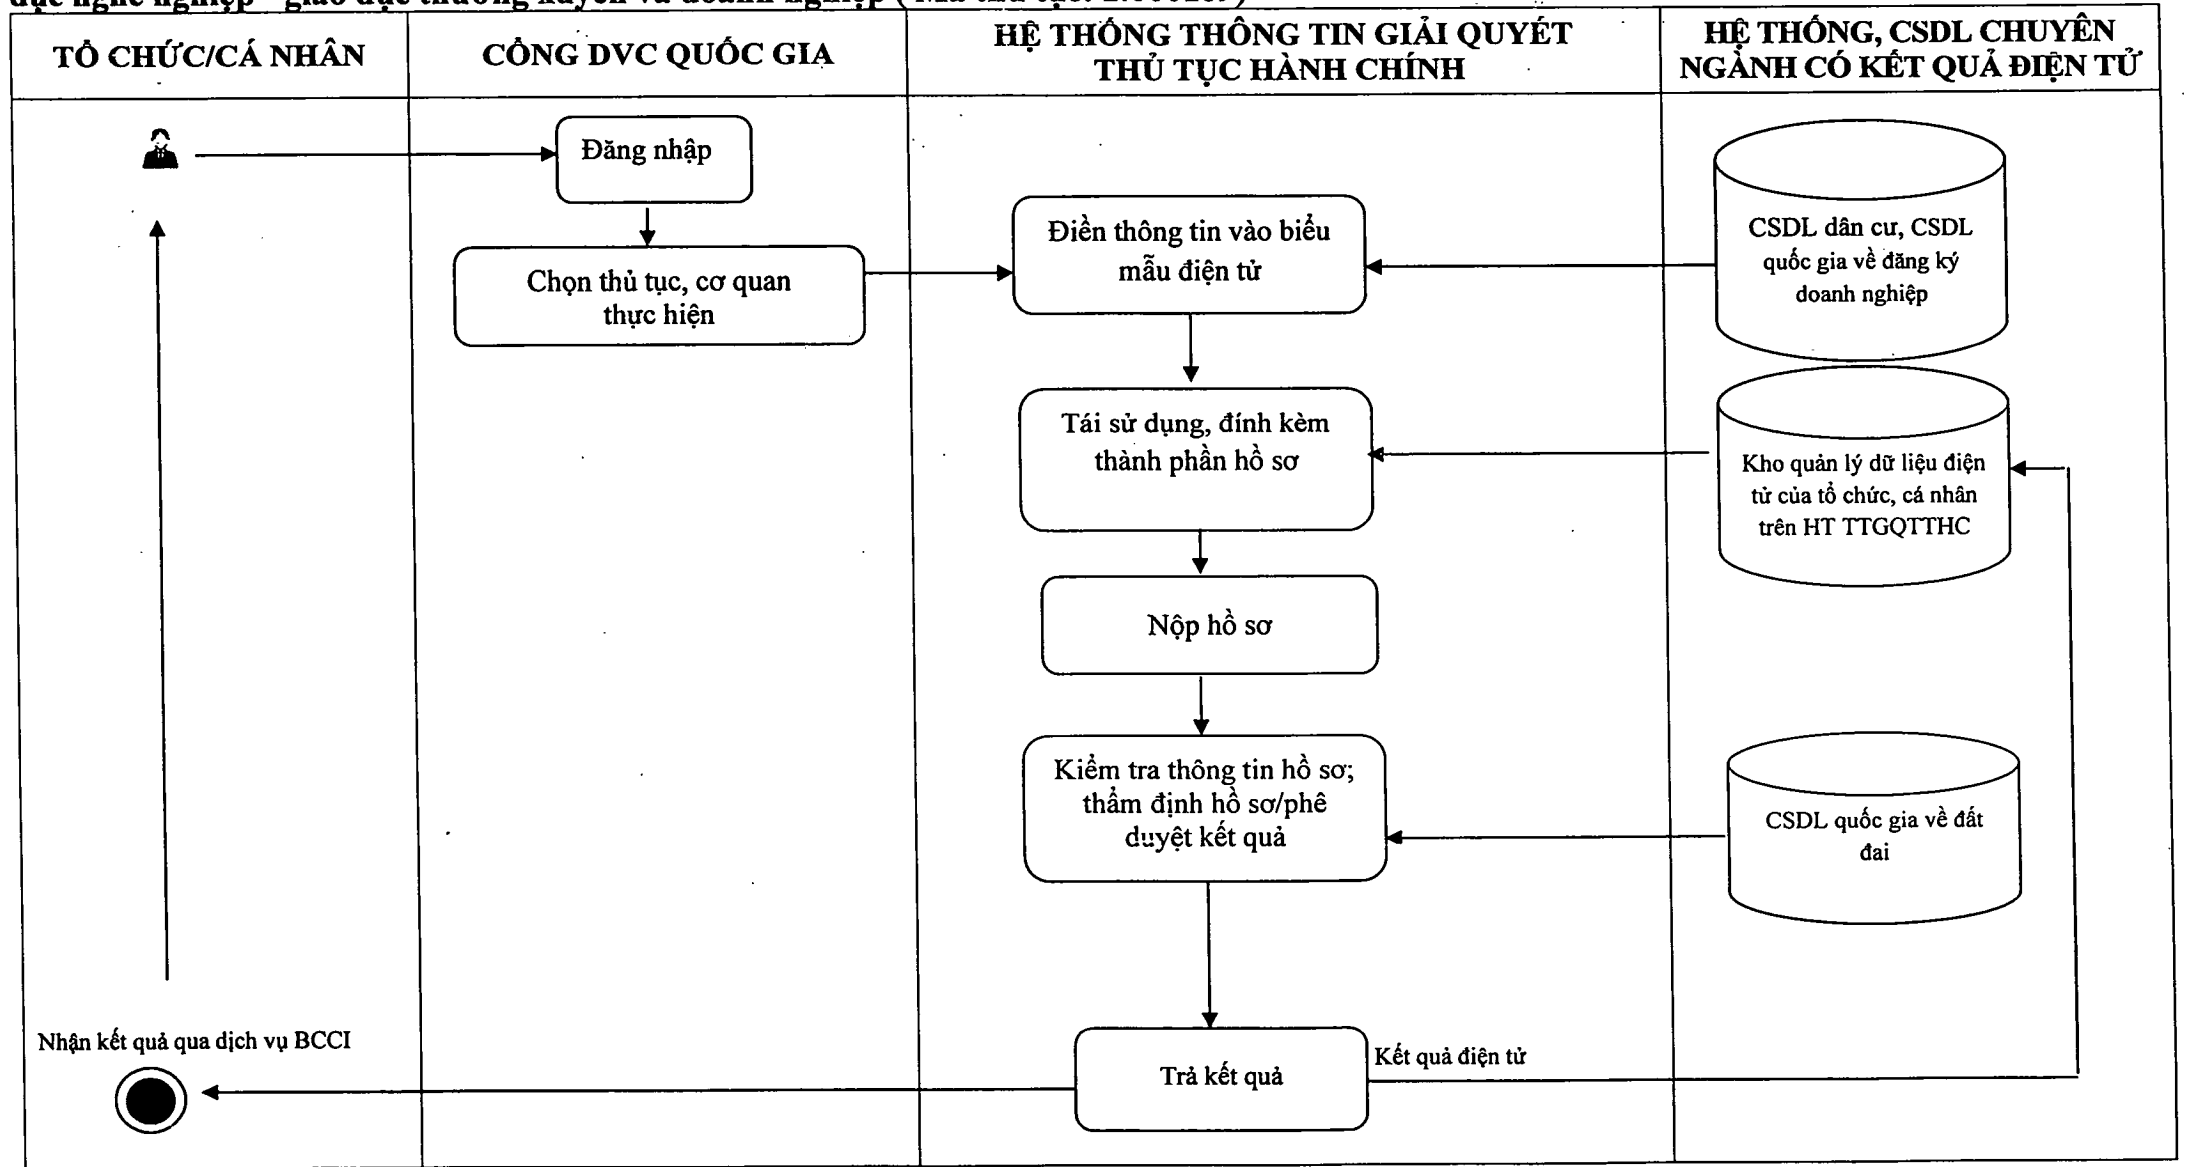 TỔ CHỨC/CÁ NHÂN
CỔNG DVC QUỐC GIA
HỆ THỐNG THÔNG TIN GIẢI QUYẾT
THỦ TỤC HÀNH CHÍNH
HỆ THỐNG, CSDL CHUYÊN
NGÀNH CÓ KẾT QUẢ ĐIỆN TỬ
Đăng nhập
Chọn thủ tục, cơ quan
thực hiện
Điền thông tin vào biểu
mẫu điện tử
CSDL dân cư, CSDL
quốc gia về đăng ký
doanh nghiệp
Tái sử dụng, đính kèm
thành phần hồ sơ
Kho quản lý dữ liệu điện
tử của tổ chức, cá nhân
trên HT TTGQTTHC
Nộp hồ sơ
Kiểm tra thông tin hồ sơ;
thẩm định hồ sơ/phê
duyệt kết quả
CSDL quốc gia về đất
đai
Nhận kết quả qua dịch vụ BCCI
Trả kết quả
Kết quả điện tử